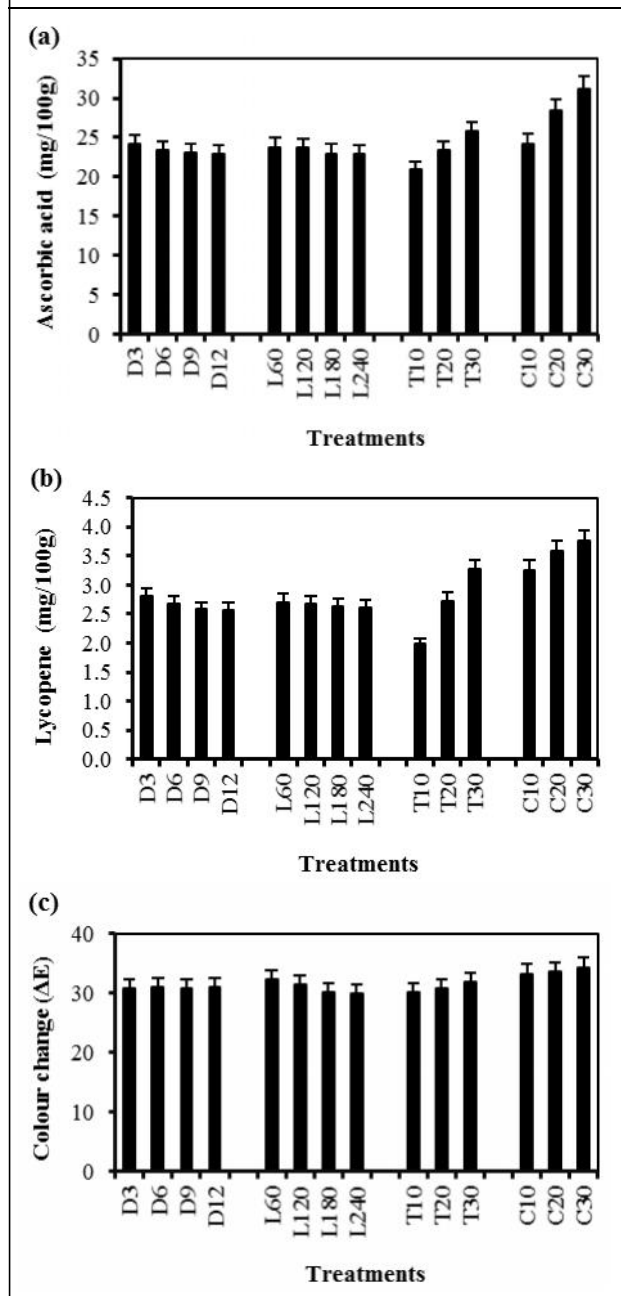 (a)
Ascorbic acid (mg/100g)
35
30
25
20
15
10
5
0
D3 D6 D9 D12 L60 L120 L180 L240 T10 T20 T30 C10 C20 C30
Treatments
(b)
Lycopene (mg/100g)
4.5
4.0
3.5
3.0
2.5
2.0
1.5
1.0
0.5
0.0
D3 D6 D9 D12 L60 L120 L180 L240 T10 T20 T30 C10 C20 C30
Treatments
(c)
Colour change (ΔE)
40
30
20
10
0
D3 D6 D9 D12 L60 L120 L180 L240 T10 T20 T30 C10 C20 C30
Treatments